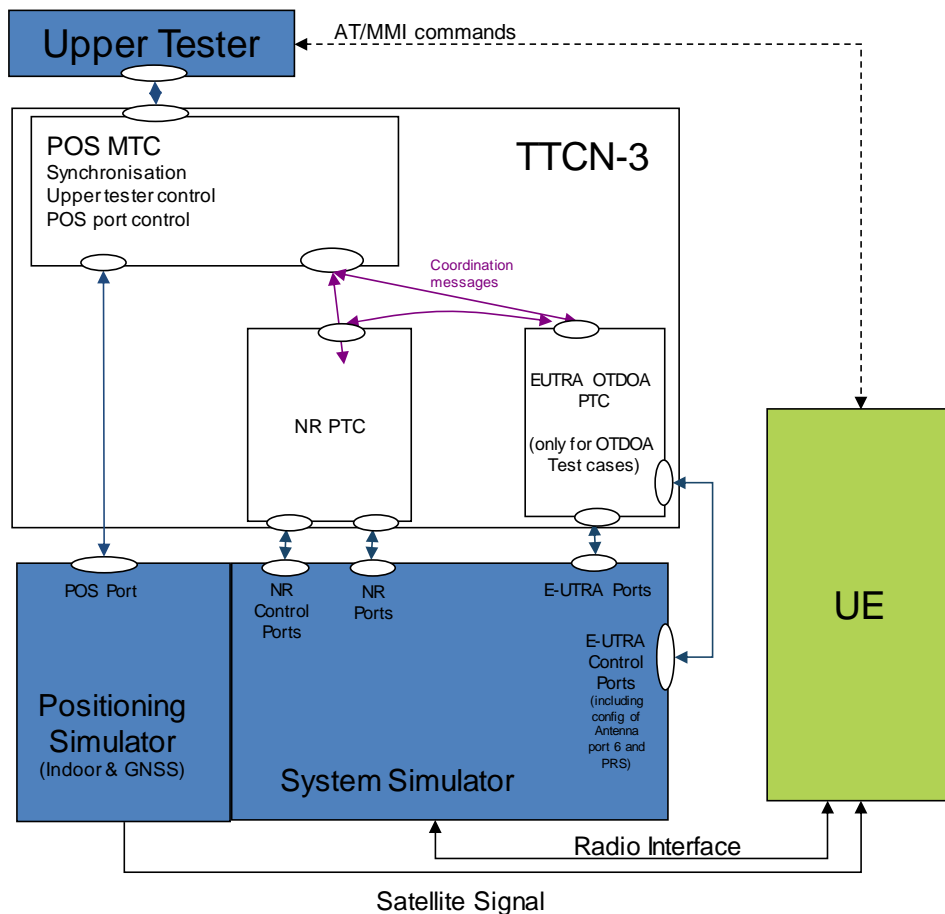 Upper Tester
AT/MMI commands
POS MTC
Synchronisation
Upper tester control
POS port control
TTCN-3
Coordination
messages
NR PTC
EUTRA OTDOA
PTC
(only for OTDOA
Test cases)
POS Port
NR
Control
Ports
NR
Ports
E-UTRA Ports
E-UTRA
Control
Ports
(including
config of
Antenna
port 6 and
PRS)
Positioning
Simulator
(Indoor & GNSS)
System Simulator
UE
Radio Interface
Satellite Signal